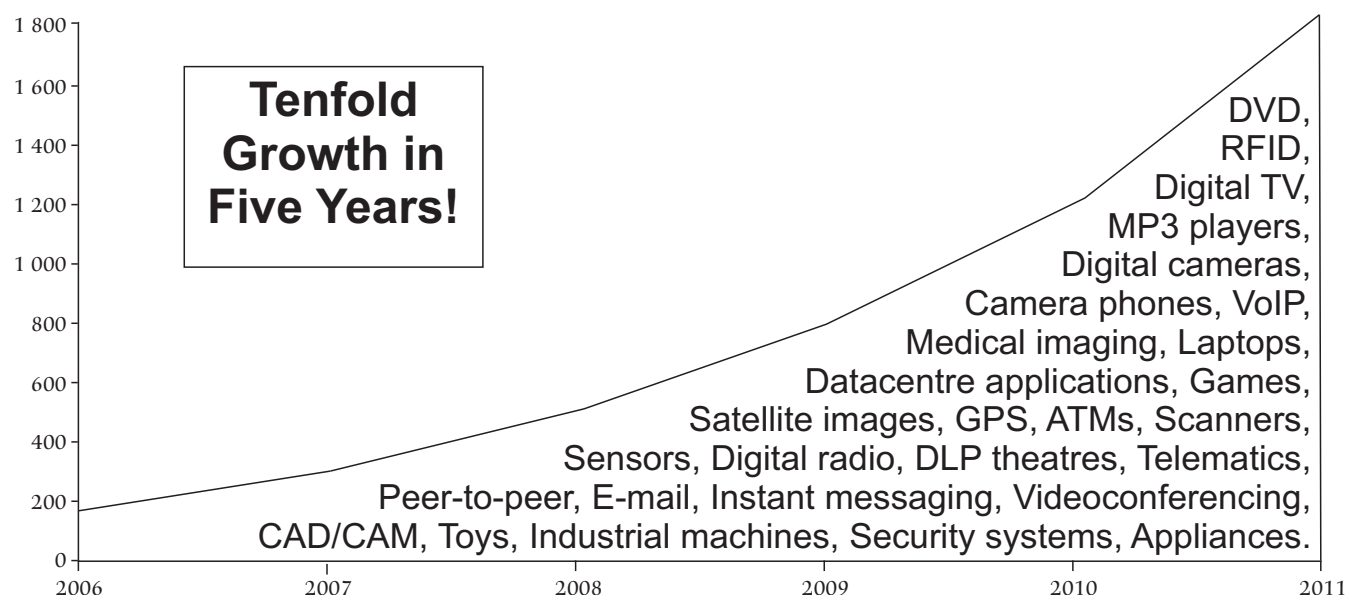 1 800
1 600
1 400
1 200
1 000
800
600
400
200
0
Tenfold
Growth in
Five Years!
DVD,
RFID,
Digital TV,
MP3 players,
Digital cameras,
Camera phones, VoIP,
Medical imaging, Laptops,
Datacentre applications, Games,
Satellite images, GPS, ATMs, Scanners,
Sensors, Digital radio, DLP theatres, Telematics,
Peer-to-peer, E-mail, Instant messaging, Videoconferencing,
CAD/CAM, Toys, Industrial machines, Security systems, Appliances.
2006 2007 2008 2009 2010 2011